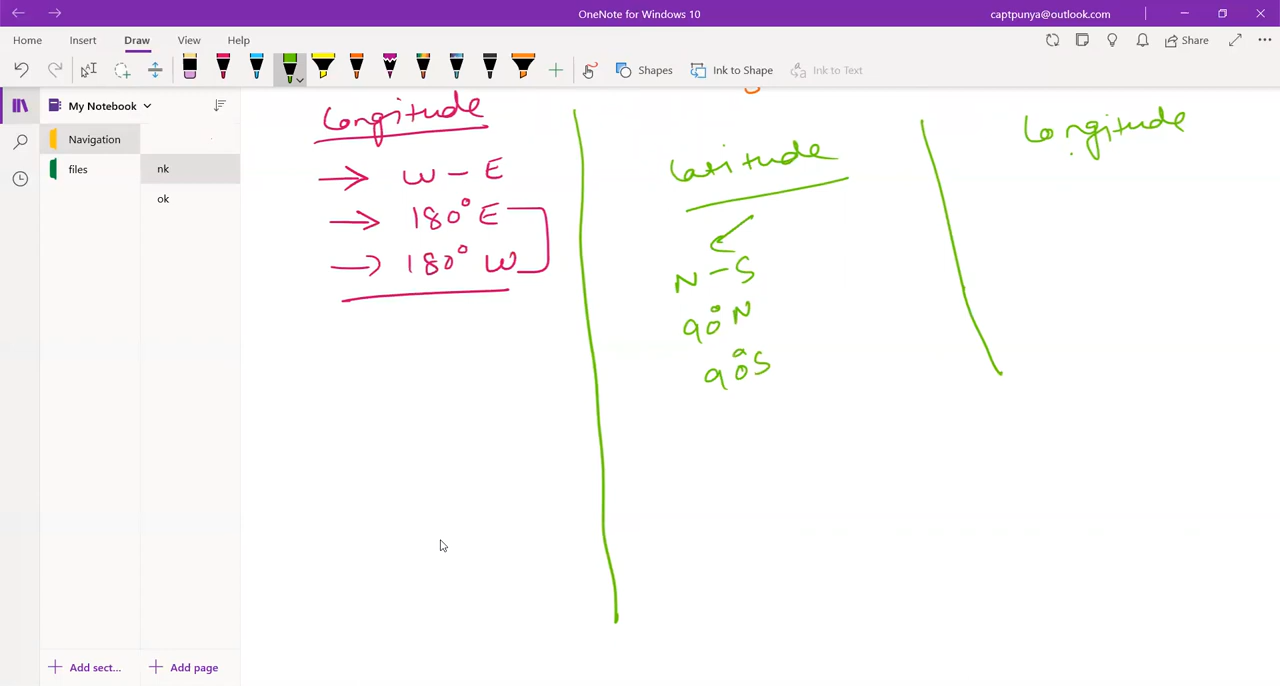 OneNote for Windows 10
captpunya@outlook.com
Home Insert Draw View Help
Share
Shapes
Ink to Shape
Ink to Text
My Notebook
Navigation
files
nk
ok
Longitude
→ W - E
→ 180° E
→ 180° W
Latitude
N - S
90° N
90° S
Longitude
+ Add sect...
+ Add page